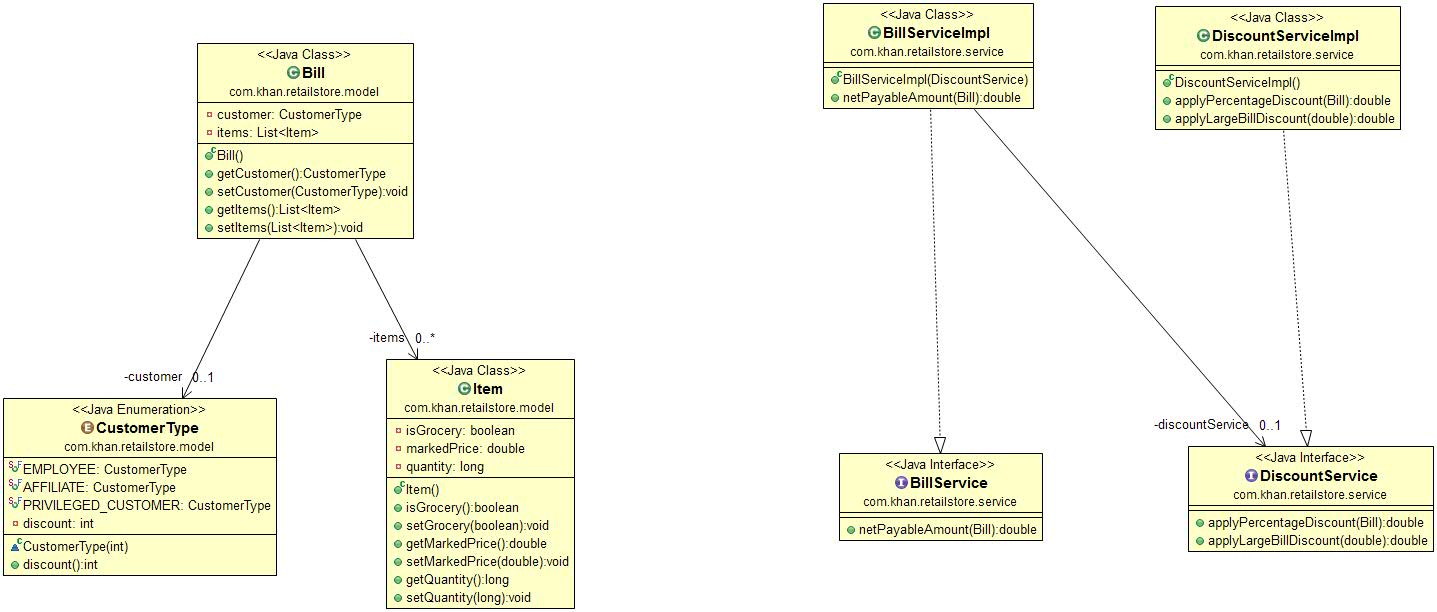 <<Java Class>>
Bill
com.khan.retailstore.model
customer: CustomerType
items: List<Item>
Bill()
getCustomer():CustomerType
setCustomer(CustomerType):void
getItems():List<Item>
setItems(List<Item>):void
-customer 0..1
-items 0..*
<<Java Enumeration>>
CustomerType
com.khan.retailstore.model
EMPLOYEE: CustomerType
AFFILIATE: CustomerType
PRIVILEGED_CUSTOMER: CustomerType
discount: int
CustomerType(int)
discount():int
<<Java Class>>
Item
com.khan.retailstore.model
isGrocery: boolean
markedPrice: double
quantity: long
Item()
isGrocery():boolean
setGrocery(boolean):void
getMarkedPrice():double
setMarkedPrice(double):void
getQuantity():long
setQuantity(long):void
<<Java Class>>
BillServiceImpl
com.khan.retailstore.service
BillServiceImpl(DiscountService)
netPayableAmount(Bill):double
<<Java Class>>
DiscountServiceImpl
com.khan.retailstore.service
DiscountServiceImpl()
applyPercentageDiscount(Bill):double
applyLargeBillDiscount(double):double
-discountService 0..1
<<Java Interface>>
BillService
com.khan.retailstore.service
netPayableAmount(Bill):double
<<Java Interface>>
DiscountService
com.khan.retailstore.service
applyPercentageDiscount(Bill):double
applyLargeBillDiscount(double):double